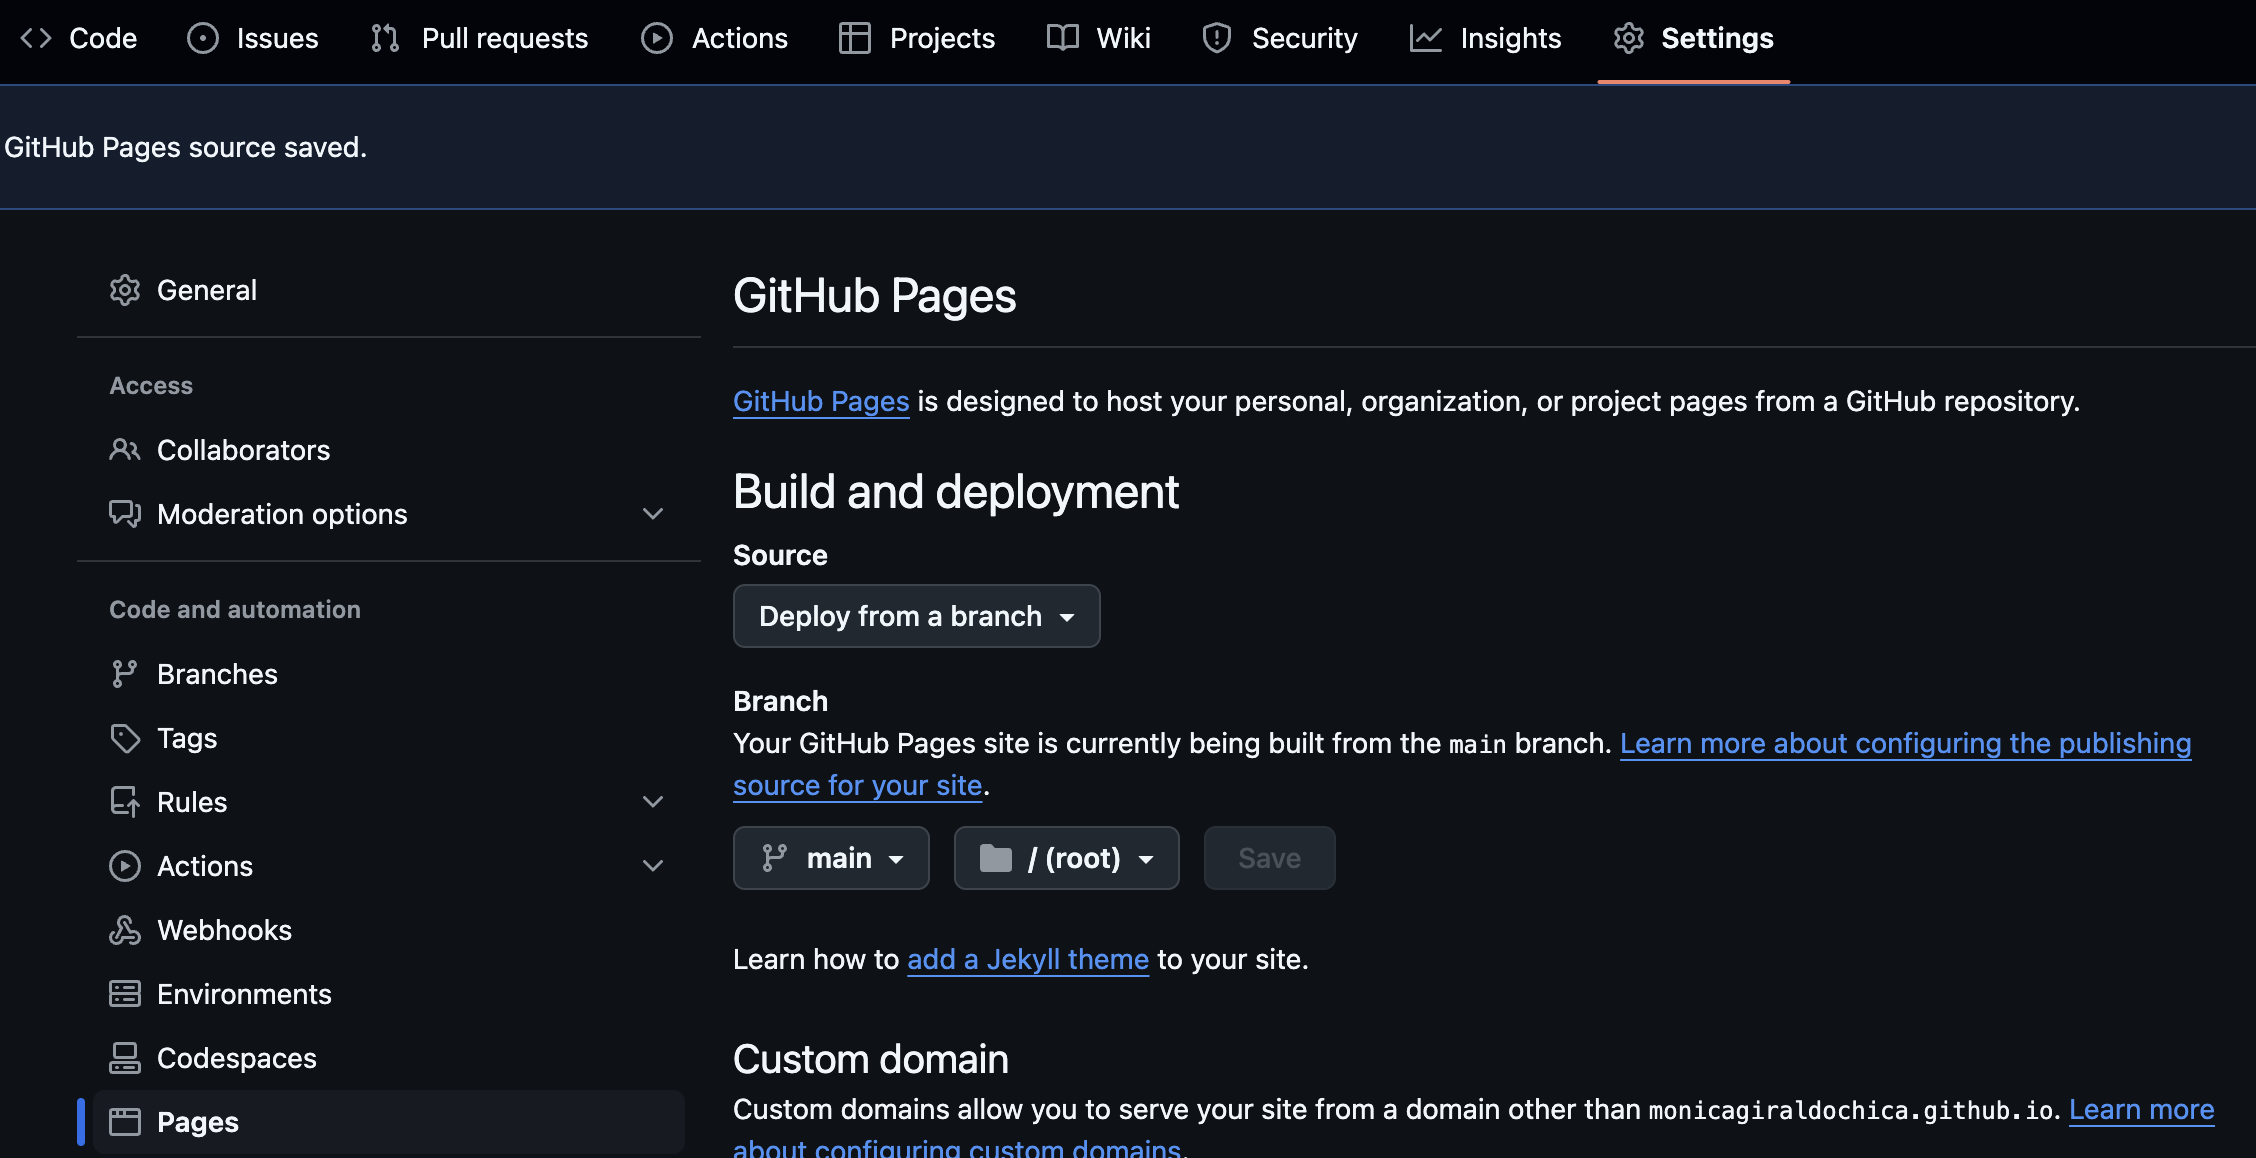 Code Issues Pull requests Actions Projects Wiki Security Insights Settings
GitHub Pages source saved.
General
Access
Collaborators
Moderation options
Code and automation
Branches
Tags
Rules
Actions
Webhooks
Environments
Codespaces
Pages
GitHub Pages
GitHub Pages is designed to host your personal, organization, or project pages from a GitHub repository.
Build and deployment
Source
Deploy from a branch
Branch
Your GitHub Pages site is currently being built from the main branch. Learn more about configuring the publishing
source for your site.
main / (root) Save
Learn how to add a Jekyll theme to your site.
Custom domain
Custom domains allow you to serve your site from a domain other than monicagiraldochica.github.io. Learn more
about configuring custom domains.